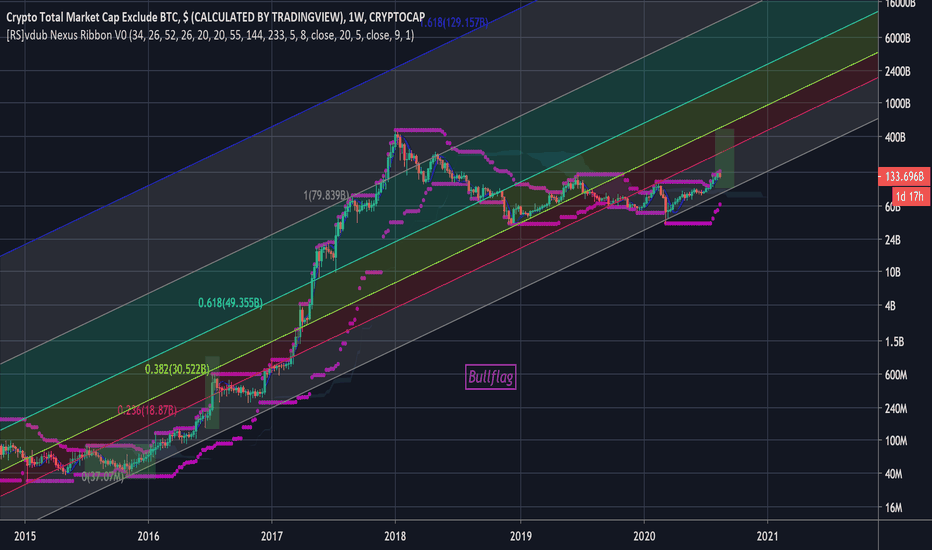 Crypto Total Market Cap Exclude BTC, $ (CALCULATED BY TRADINGVIEW), 1W, CRYPTOCAP
1.618(129.157B)
[RS]vdub Nexus Ribbon V0 (34, 26, 52, 26, 20, 20, 55, 144, 233, 5, 8, close, 20, 5, close, 9, 1)
16000B
6000B
2400B
1000B
400B
133.696B
1d 17h
1(79.839B)
60B
24B
10B
0.618(49.355B)
4B
1.5B
0.382(30.522B)
Bullflag
600M
0.236(18.87B)
240M
100M
0(37.07M)
40M
16M
2015
2016
2017
2018
2019
2020
2021